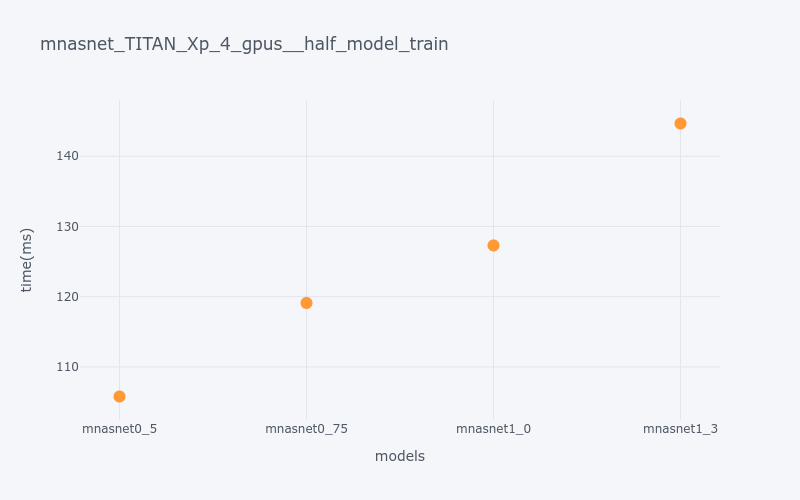 mnasnet_TITAN_Xp_4_gpus__half_model_train
140
130
120
110
time(ms)
mnasnet0_5
mnasnet0_75
mnasnet1_0
mnasnet1_3
models